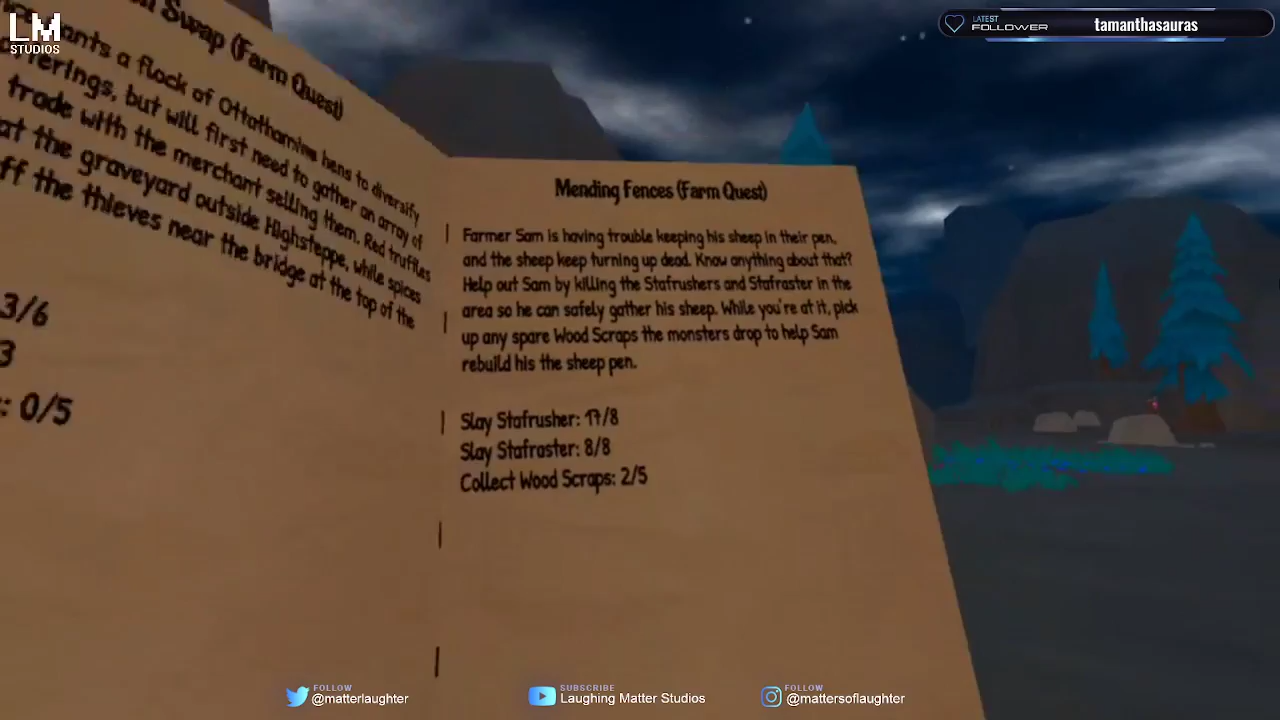 LM
STUDIOS
LATEST
FOLLOWER
tamanthasauras
Swap (Farm Quest)
ants a flock of Ottathamine hens to diversify
offerings, but will first need to gather an array of
trade with the merchant selling them. Red truffles
at the graveyard outside Highsteppe, while spices
off the thieves near the bridge at the top of the
3/6
3
: 0/5
Mending Fences (Farm Quest)
Farmer Sam is having trouble keeping his sheep in their pen,
and the sheep keep turning up dead. Know anything about that?
Help out Sam by killing the Stafrushers and Stafraster in the
area so he can safely gather his sheep. While you're at it, pick
up any spare Wood Scraps the monsters drop to help Sam
rebuild his the sheep pen.
Slay Stafrusher: 17/8
Slay Stafraster: 8/8
Collect Wood Scraps: 2/5
FOLLOW
@matterlaughter
SUBSCRIBE
Laughing Matter Studios
FOLLOW
@mattersoflaughter